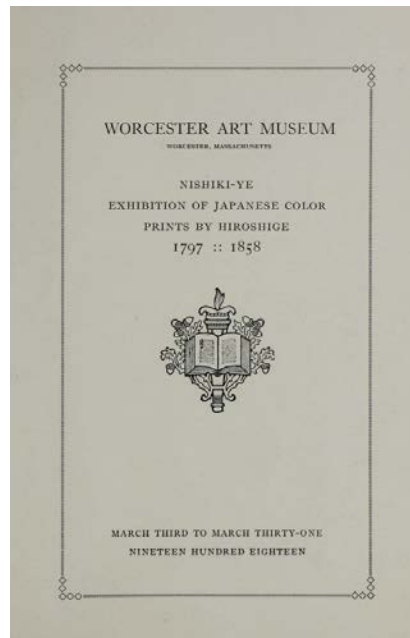 WORCESTER ART MUSEUM
WORCESTER, MASSACHUSETTS
NISHIKI-YE
EXHIBITION OF JAPANESE COLOR
PRINTS BY HIROSHIGE
1797 :: 1858
MARCH THIRD TO MARCH THIRTY-ONE
NINETEEN HUNDRED EIGHTEEN